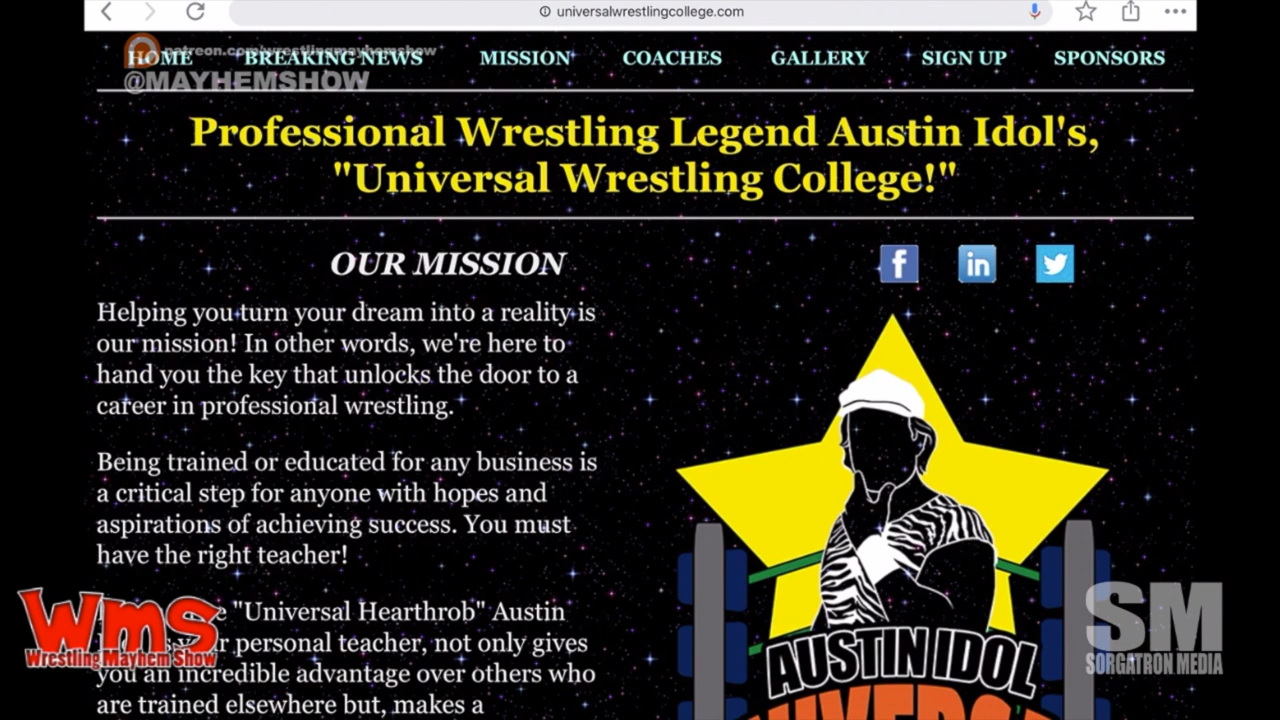 universalwrestlingcollege.com
patreon.com/wrestlingmayhemshow
HOME BREAKING NEWS MISSION COACHES GALLERY SIGN UP SPONSORS
@MAYHEMSHOW
Professional Wrestling Legend Austin Idol's,
"Universal Wrestling College!"
OUR MISSION
Helping you turn your dream into a reality is
our mission! In other words, we're here to
hand you the key that unlocks the door to a
career in professional wrestling.
Being trained or educated for any business is
a critical step for anyone with hopes and
aspirations of achieving success. You must
have the right teacher!
"Universal Hearthrob" Austin
personal teacher, not only gives
you an incredible advantage over others who
are trained elsewhere but, makes a
f
in
AUSTIN IDOL
wms
Wrestling Mayhem Show
SM
SORGATRON MEDIA